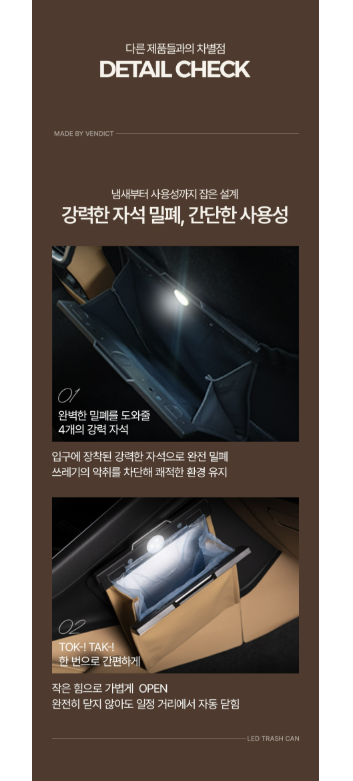 다른 제품들과의 차별점
DETAIL CHECK
MADE BY VENDICT
냄새부터 사용성까지 잡은 설계
강력한 자석 밀폐, 간단한 사용성
01
완벽한 밀폐를 도와줄
4개의 강력 자석
입구에 장착된 강력한 자석으로 완전 밀폐
쓰레기의 악취를 차단해 쾌적한 환경 유지
02
TOK-! TAK-!
한 번으로 간편하게
작은 힘으로 가볍게 OPEN
완전히 닫지 않아도 일정 거리에서 자동 닫힘
LED TRASH CAN